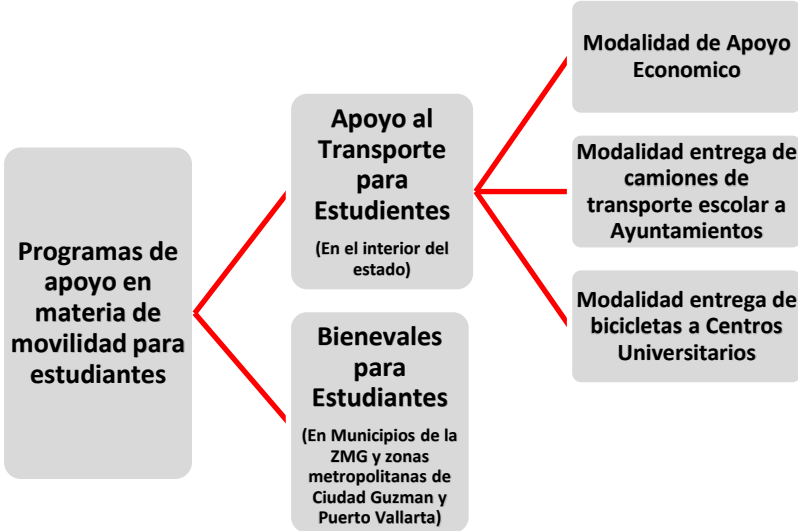 Programas de
apoyo en
materia de
movilidad para
estudiantes
Apoyo al
Transporte
para
Estudientes
(En el interior del
estado)
Bienevales
para
Estudiantes
(En Municipios de la
ZMG y zonas
metropolitanas de
Ciudad Guzman y
Puerto Vallarta)
Modalidad de Apoyo
Economico
Modalidad entrega de
camiones de
transporte escolar a
Ayuntamientos
Modalidad entrega de
bicicletas a Centros
Universitarios